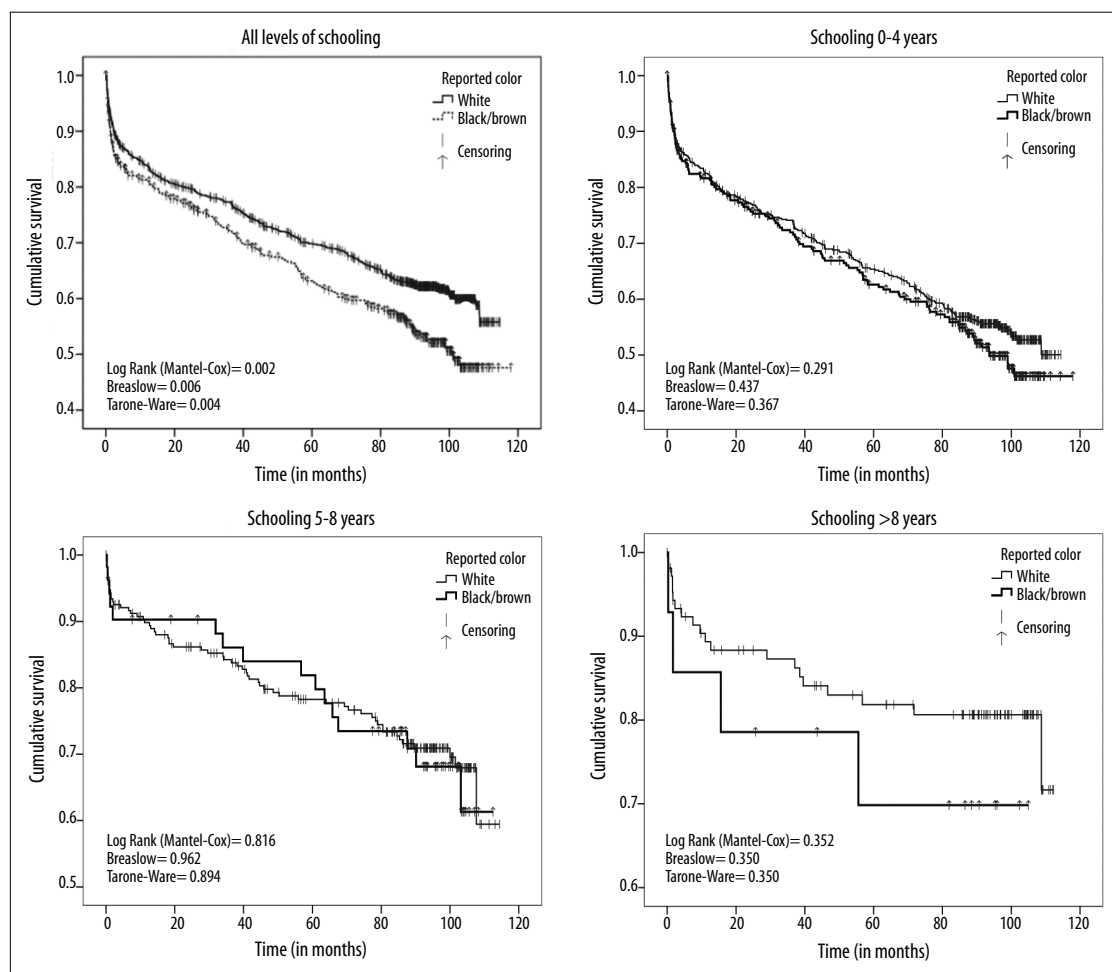 All levels of schooling
Reported color
White
Black/brown
Censoring
Cumulative survival
1.0
0.9
0.8
0.7
0.6
0.5
0.4
Log Rank (Mantel-Cox)= 0.002
Breaslow= 0.006
Tarone-Ware= 0.004
0 20 40 60 80 100 120
Time (in months)
Schooling 0-4 years
Reported color
White
Black/brown
Censoring
Cumulative survival
1.0
0.9
0.8
0.7
0.6
0.5
0.4
Log Rank (Mantel-Cox)= 0.291
Breaslow= 0.437
Tarone-Ware= 0.367
0 20 40 60 80 100 120
Time (in months)
Schooling 5-8 years
Reported color
White
Black/brown
Censoring
Cumulative survival
1.0
0.9
0.8
0.7
0.6
0.5
Log Rank (Mantel-Cox)= 0.816
Breaslow= 0.962
Tarone-Ware= 0.894
0 20 40 60 80 100 120
Time (in months)
Schooling >8 years
Reported color
White
Black/brown
Censoring
Cumulative survival
1.0
0.9
0.8
0.7
0.6
Log Rank (Mantel-Cox)= 0.352
Breaslow= 0.350
Tarone-Ware= 0.350
0 20 40 60 80 100 120
Time (in months)